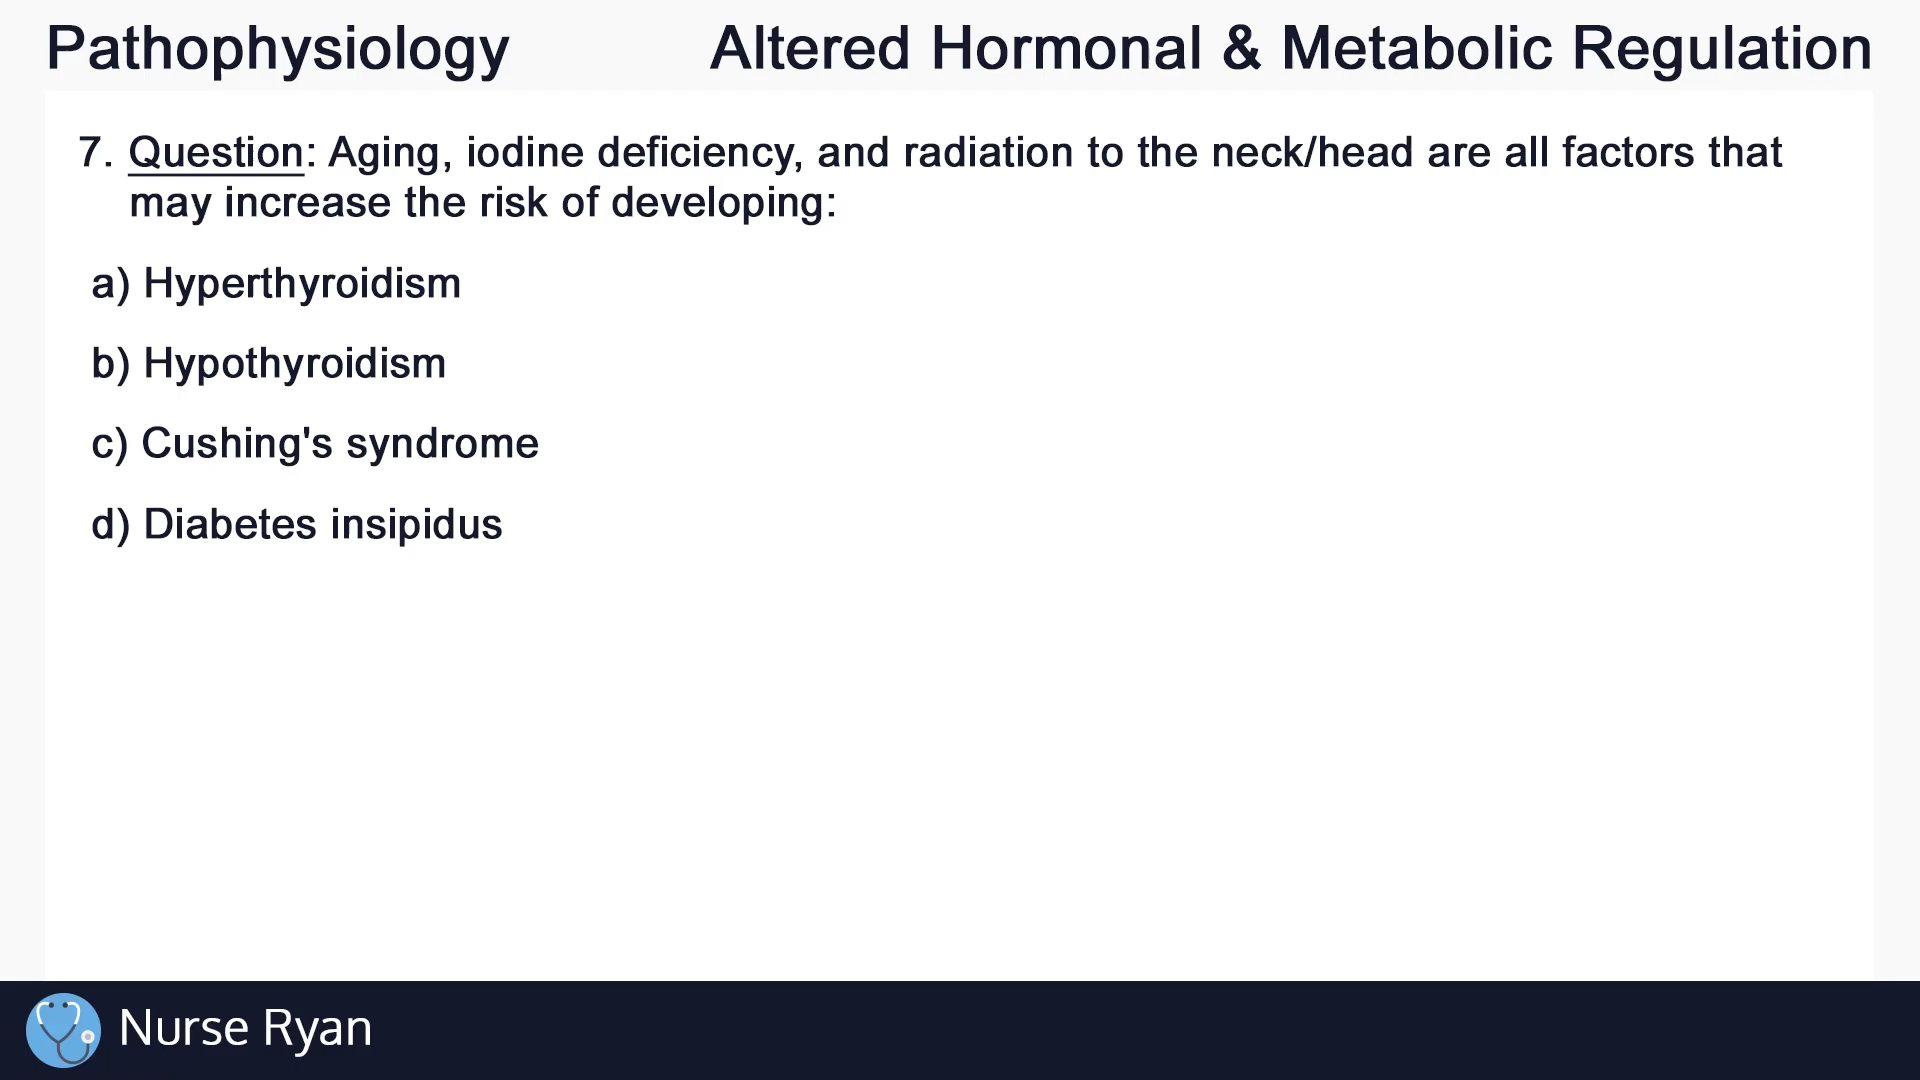 Pathophysiology
Altered Hormonal & Metabolic Regulation
7. Question: Aging, iodine deficiency, and radiation to the neck/head are all factors that
may increase the risk of developing:
a) Hyperthyroidism
b) Hypothyroidism
c) Cushing's syndrome
d) Diabetes insipidus
Nurse Ryan